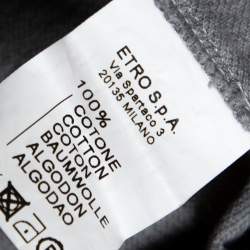 ETRO S.P.A.
Via Spartaco 3
20135 MILANO
100%
COTONE
COTTON
COTON
BAUMWOLLE
ALGODON
ALGODAO